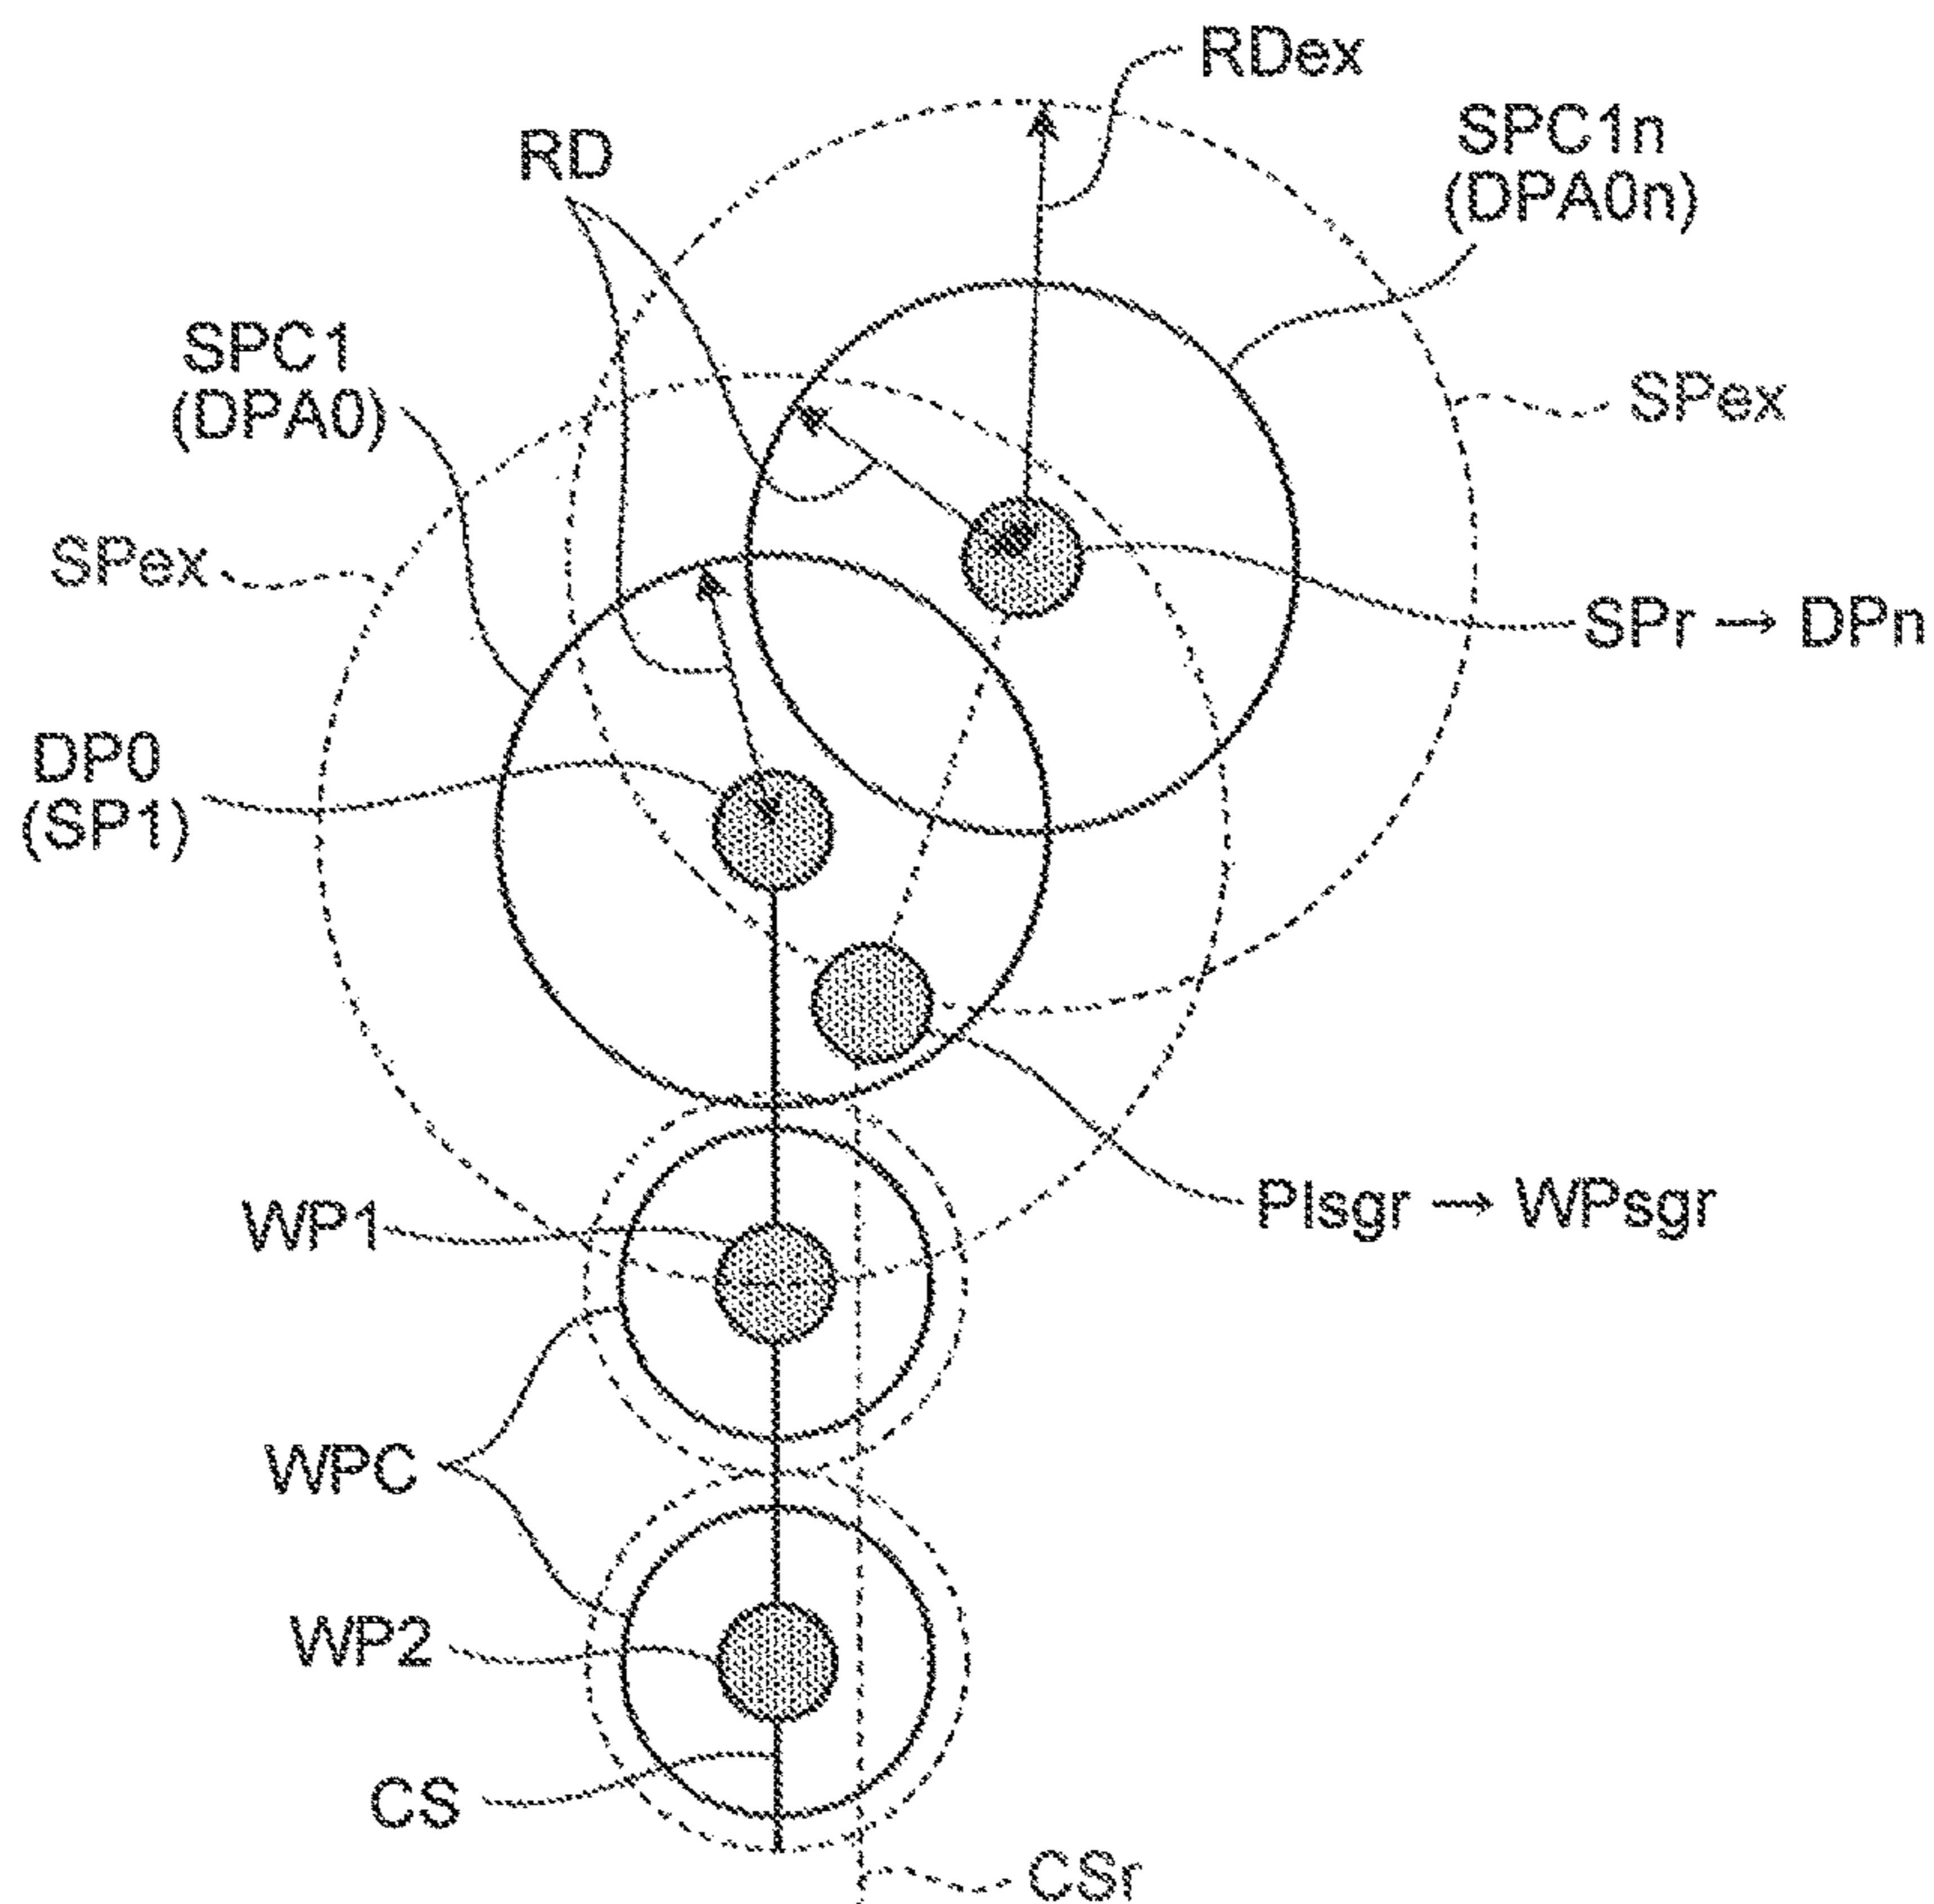 RDex
SPC1n
(DPA0n)
RD
SPC1
(DPA0)
SPex
SPex
SPr → DPn
DP0
(SP1)
WP1
PIsgr → WPsgr
WPC
WP2
CS
CSr